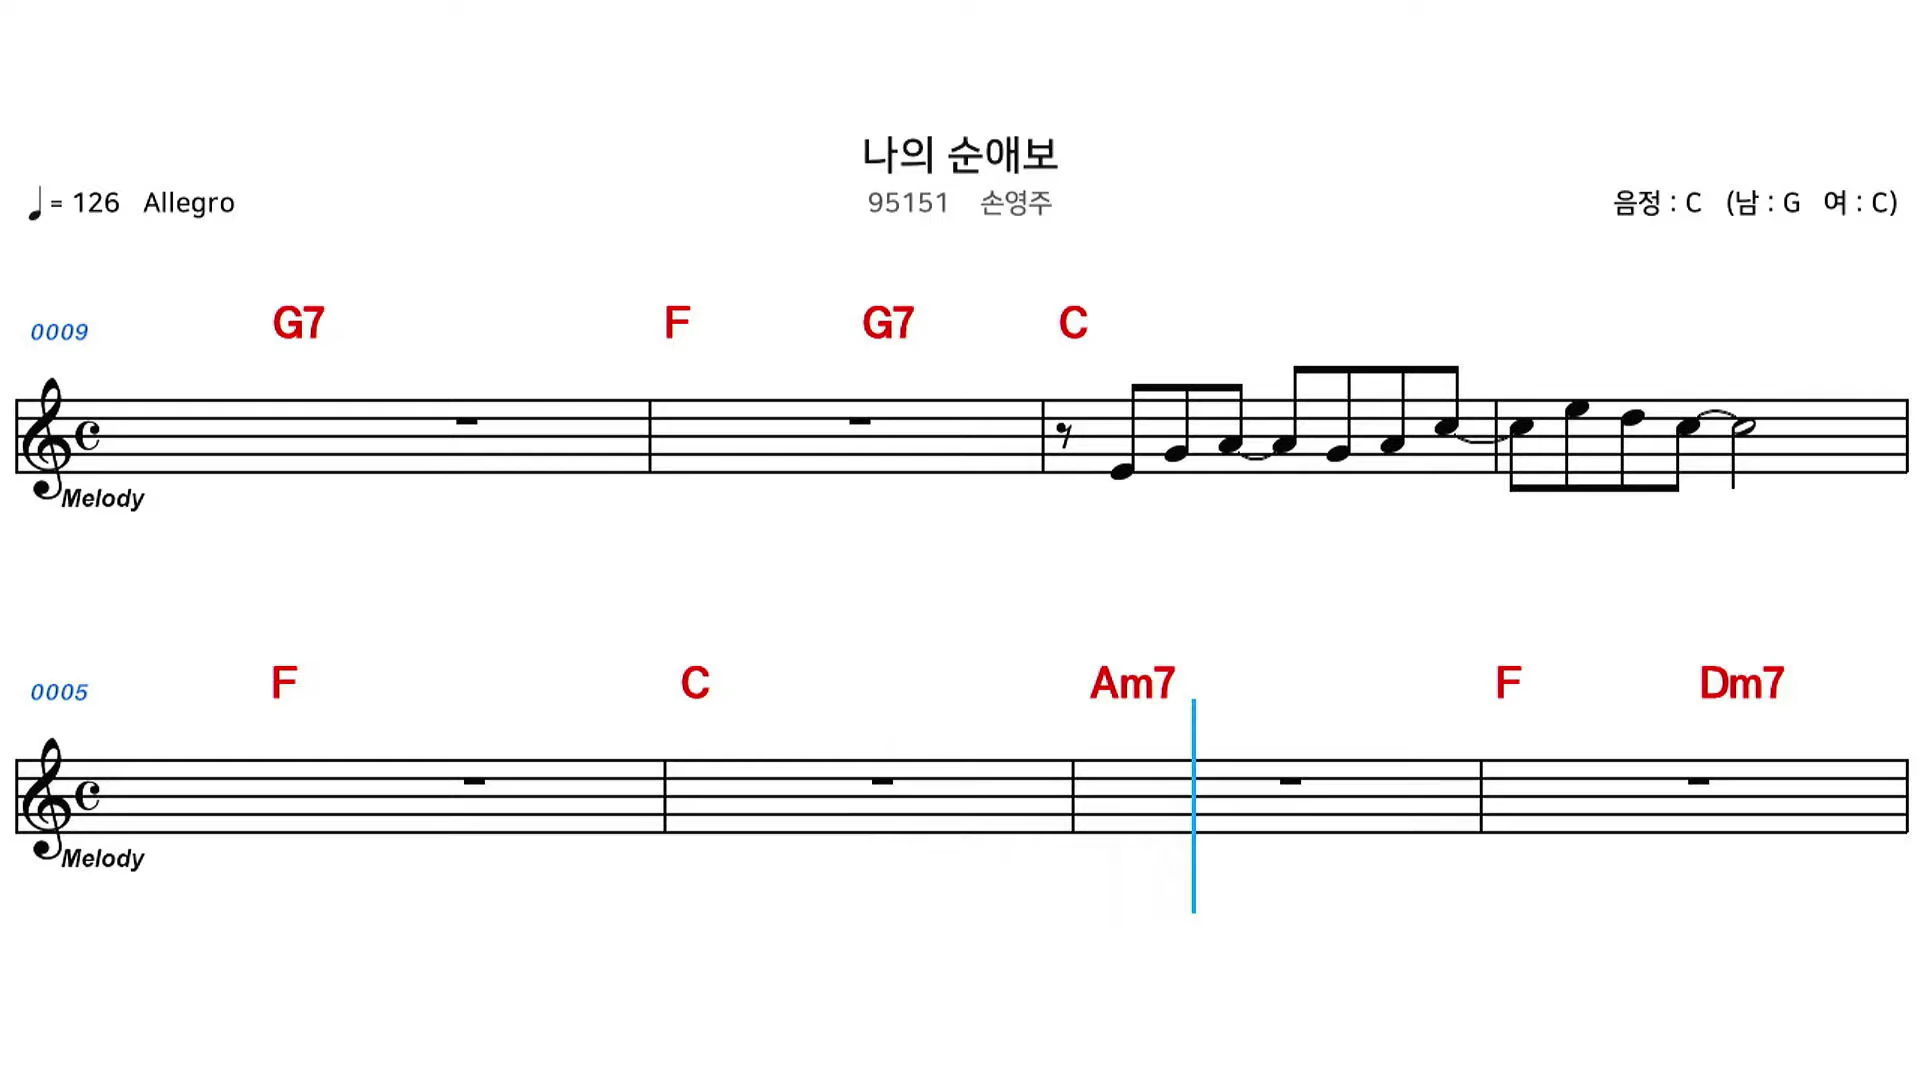 나의 순애보
♩ = 126 Allegro 95151 손영주 음정 : C (남 : G 여 : C)
0009 G7 F G7 C
Melody
0005 F C Am7 F Dm7
Melody